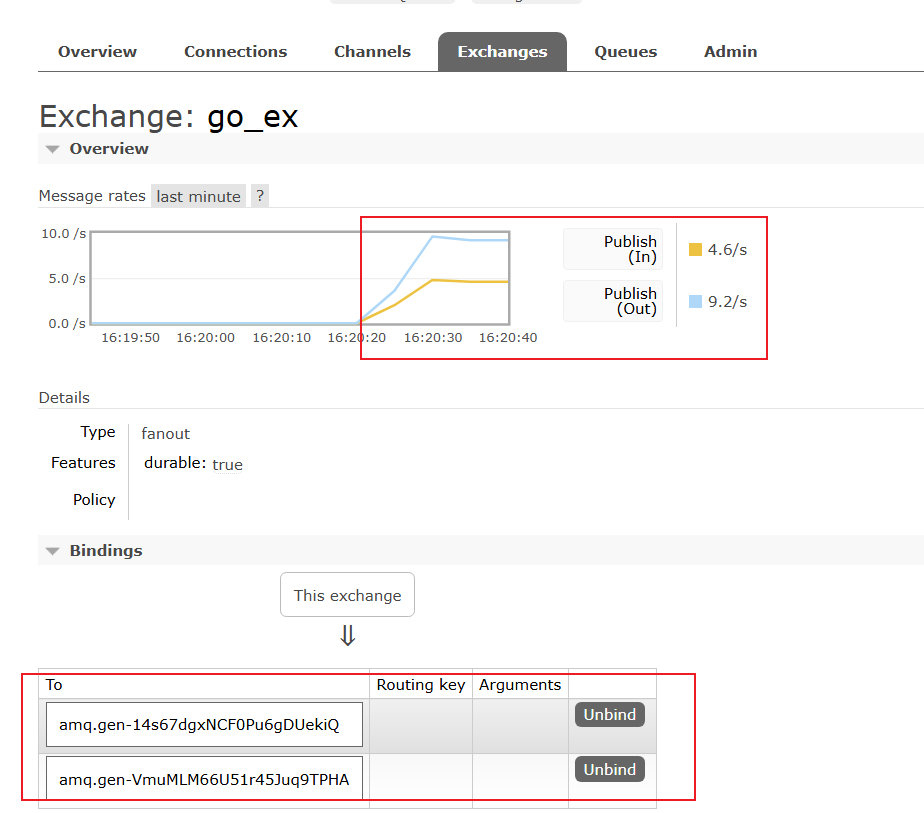 Overview Connections Channels Exchanges Queues Admin
Exchange: go_ex
Overview
Message rates last minute ?
10.0 /s
5.0 /s
0.0 /s
16:19:50 16:20:00 16:20:10 16:20:20 16:20:30 16:20:40
Publish
(In)
4.6/s
Publish
(Out)
9.2/s
Details
Type fanout
Features durable: true
Policy
Bindings
This exchange
⇓
To Routing key Arguments
amq.gen-14s67dgxNCF0Pu6gDUekiQ Unbind
amq.gen-VmuMLM66U51r45Juq9TPHA Unbind